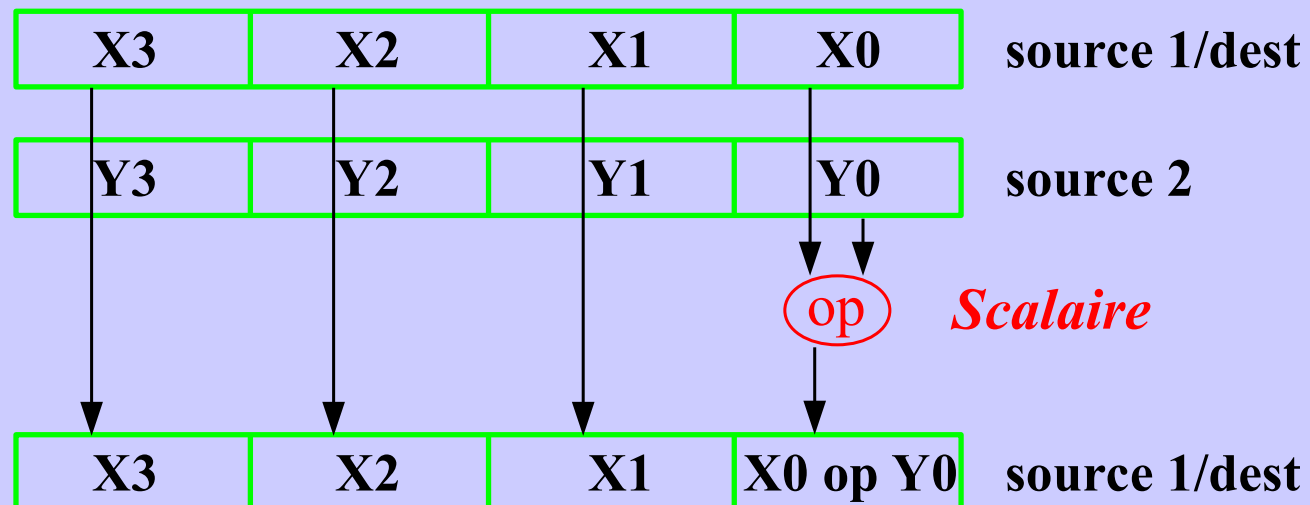 X3 X2 X1 X0 source 1/dest
Y3 Y2 Y1 Y0 source 2
op Scalaire
X3 X2 X1 X0 op Y0 source 1/dest